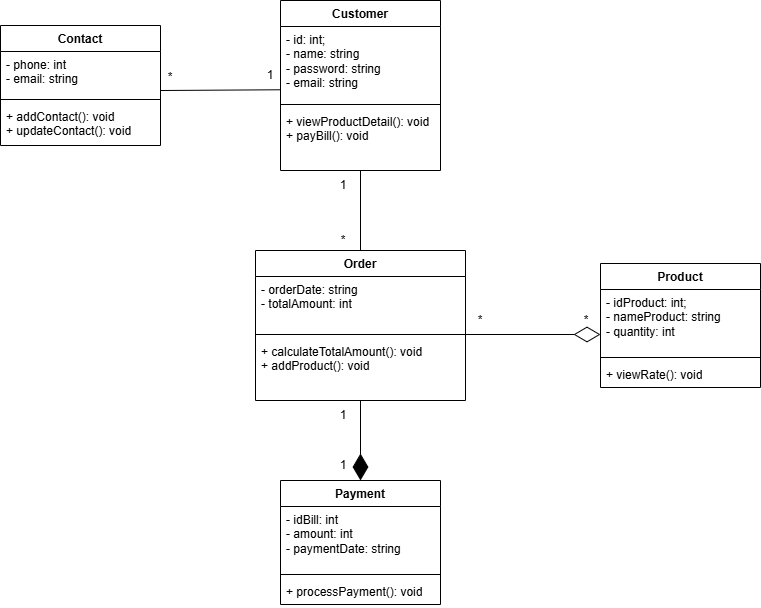 Contact
- phone: int
- email: string
+ addContact(): void
+ updateContact(): void
*
1
Customer
- id: int;
- name: string
- password: string
- email: string
+ viewProductDetail(): void
+ payBill(): void
1
*
Order
- orderDate: string
- totalAmount: int
+ calculateTotalAmount(): void
+ addProduct(): void
*
*
Product
- idProduct: int;
- nameProduct: string
- quantity: int
+ viewRate(): void
1
1
Payment
- idBill: int
- amount: int
- paymentDate: string
+ processPayment(): void